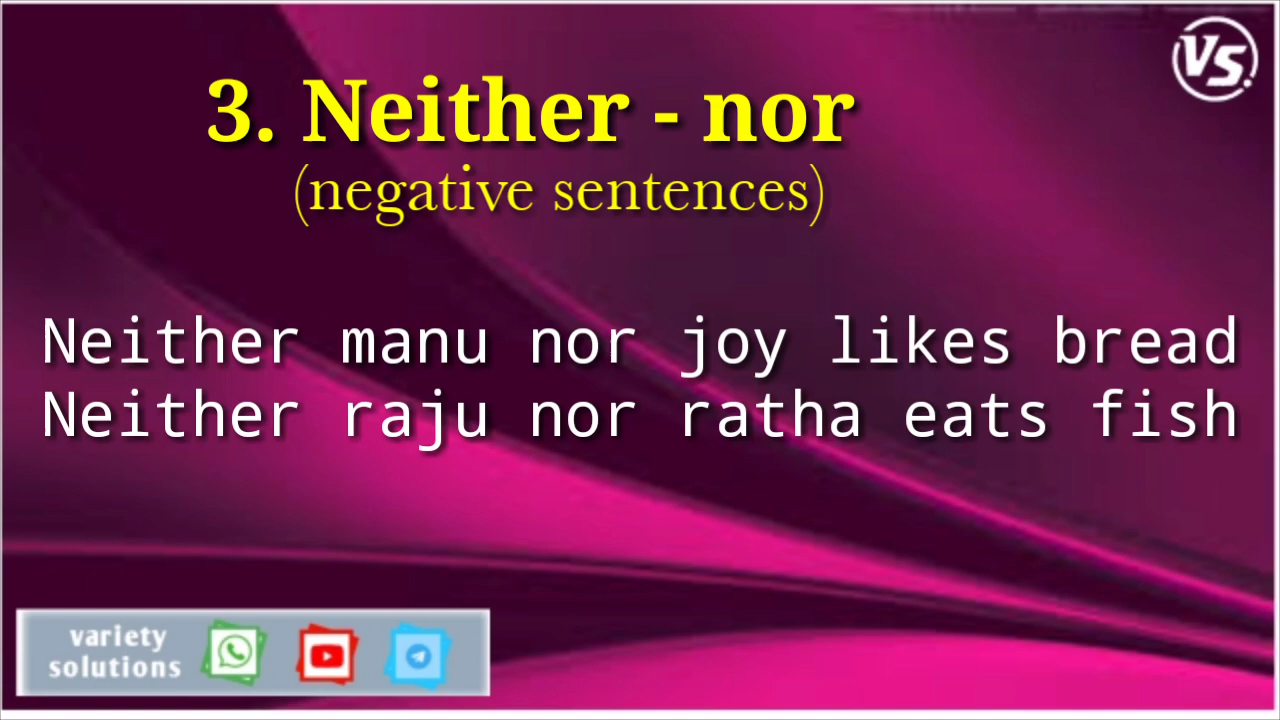 VS.
3. Neither - nor
(negative sentences)
Neither manu nor joy likes bread
Neither raju nor ratha eats fish
variety
solutions